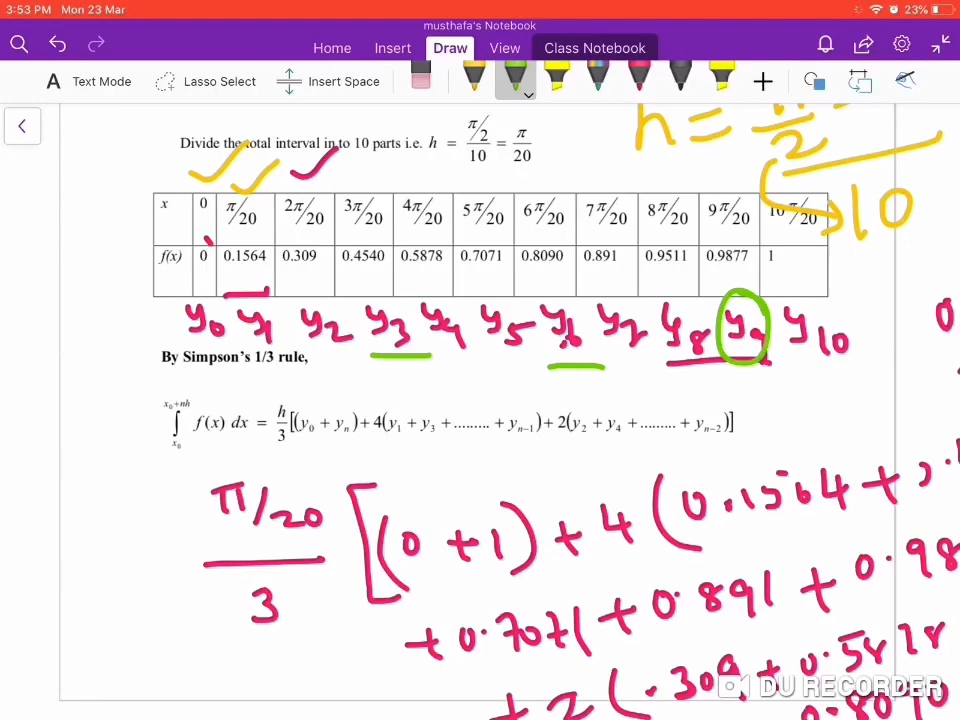 3:53 PM Mon 23 Mar
23%
musthafa's Notebook
Home Insert Draw View Class Notebook
A Text Mode Lasso Select Insert Space
h = π/2
10
Divide the total interval in to 10 parts i.e. h = (π/2)/10 = π/20
x 0 π/20 2π/20 3π/20 4π/20 5π/20 6π/20 7π/20 8π/20 9π/20 10π/20
f(x) 0 0.1564 0.309 0.4540 0.5878 0.7071 0.8090 0.891 0.9511 0.9877 1
y0 y1 y2 y3 y4 y5 y6 y7 y8 y9 y10
By Simpson's 1/3 rule,
∫_{x0}^{x0+nh} f(x) dx = h/3 [(y0 + yn) + 4(y1 + y3 + ......... + yn−1) + 2(y2 + y4 + ......... + yn−2)]
π/20 / 3 [(0 + 1) + 4 (0.1564 +
+ 0.7071 + 0.891 + 0.98
+ 2 (.309 + 0.5878
0.8090
DU RECORDER